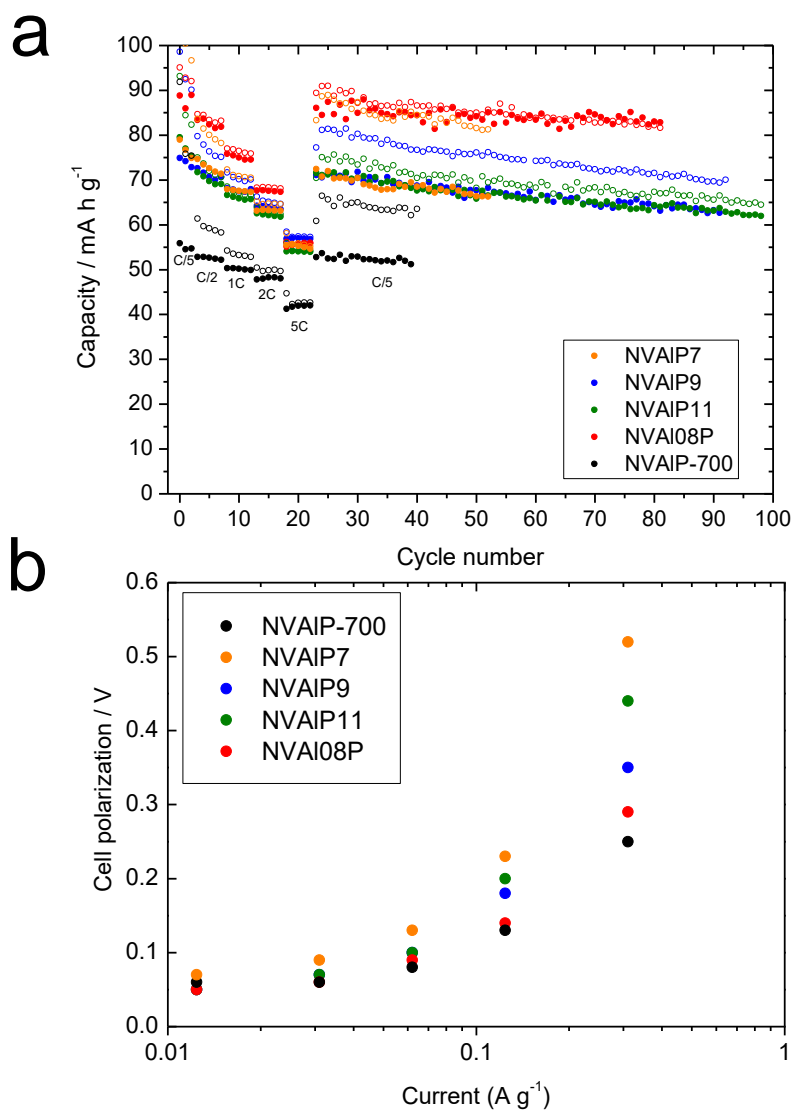 a
100
90
80
70
60
50
40
30
20
10
0
Capacity / mA h g⁻¹
C/5
C/2
1C
2C
5C
C/5
NVAlP7
NVAlP9
NVAlP11
NVAl08P
NVAlP-700
0 10 20 30 40 50 60 70 80 90 100
Cycle number
b
0.6
0.5
0.4
0.3
0.2
0.1
0.0
Cell polarization / V
NVAlP-700
NVAlP7
NVAlP9
NVAlP11
NVAl08P
0.01 0.1 1
Current (A g⁻¹)